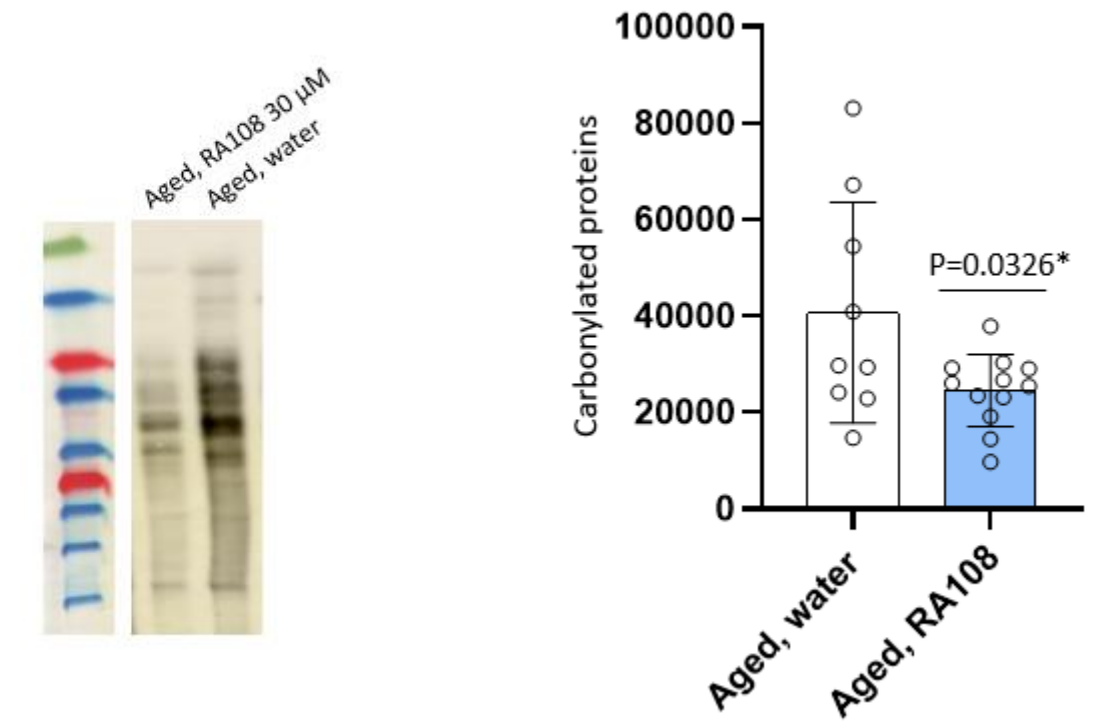 Aged, RA108 30 µM
Aged, water
Carbonylated proteins
100000
80000
60000
40000
20000
0
P=0.0326*
Aged, water
Aged, RA108